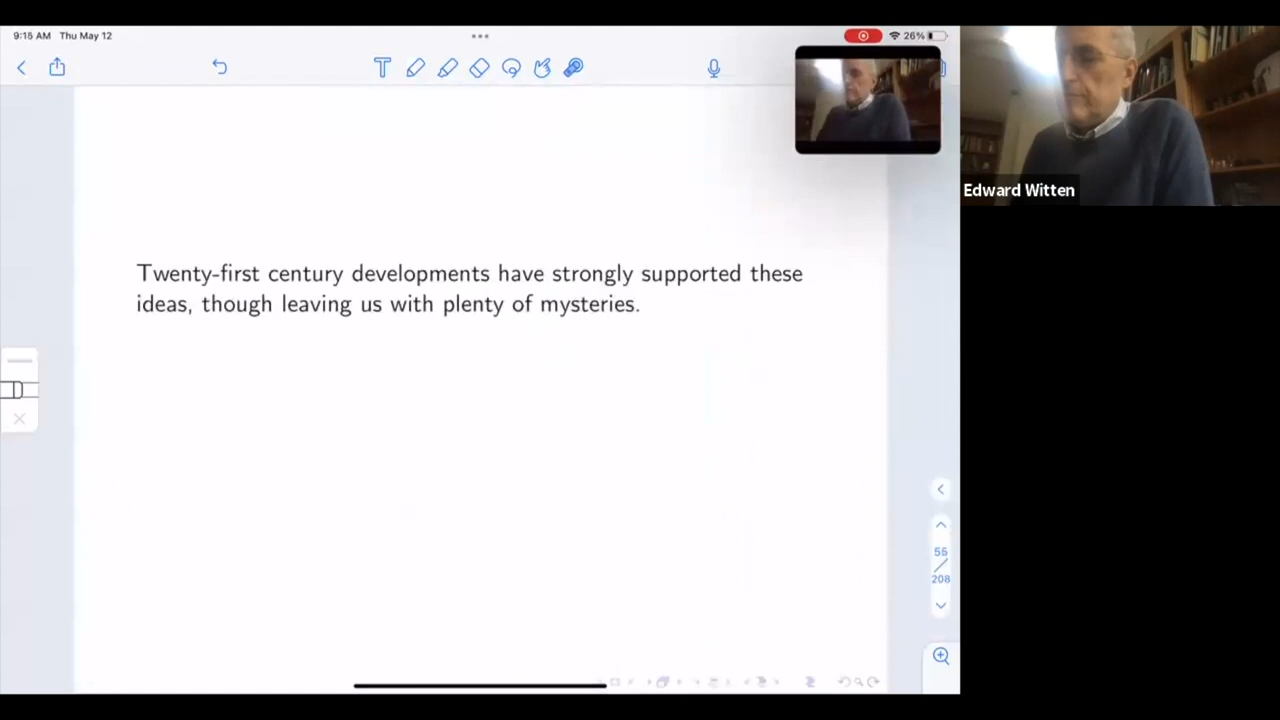 9:15 AM Thu May 12
26%
Edward Witten
Twenty-first century developments have strongly supported these
ideas, though leaving us with plenty of mysteries.
55
208